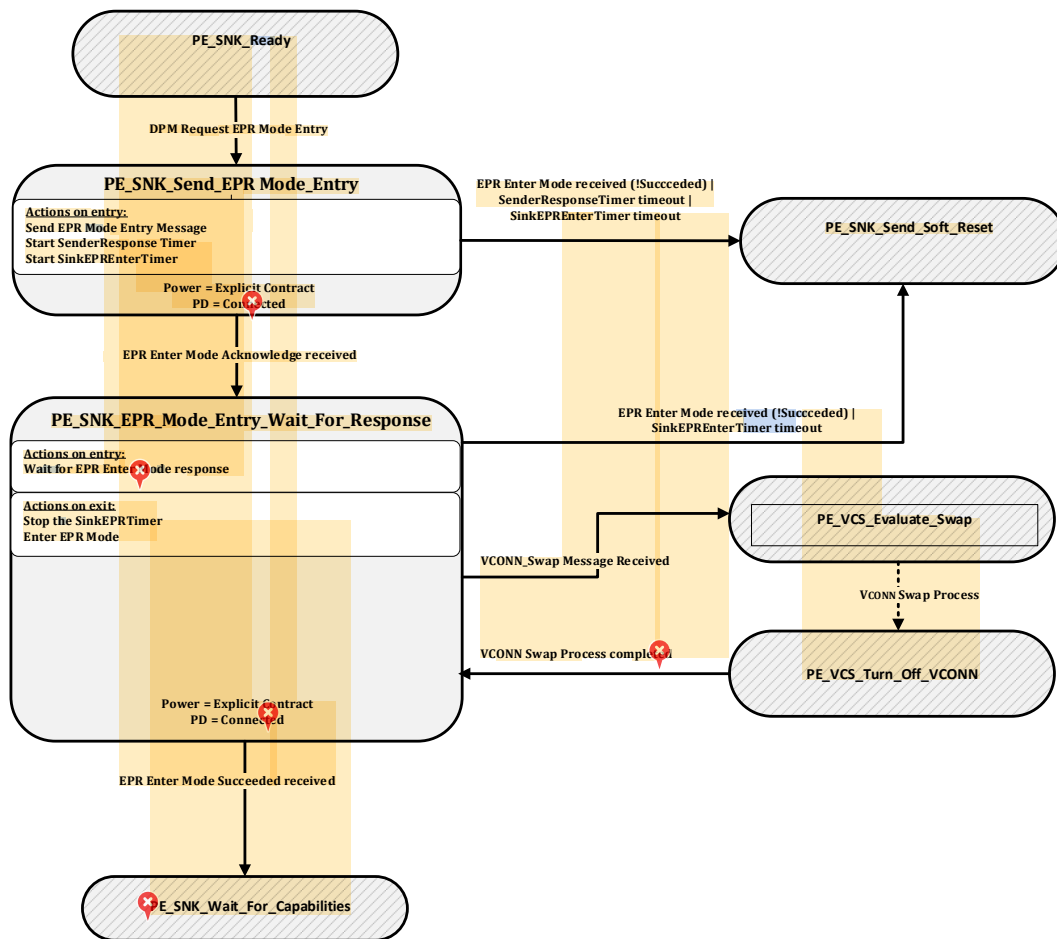 PE_SNK_Ready
DPM Request EPR Mode Entry
PE_SNK_Send_EPR Mode_Entry
Actions on entry:
Send EPR Mode Entry Message
Start SenderResponse Timer
Start SinkEPREnterTimer
Power = Explicit Contract
PD = Connected
EPR Enter Mode received (!Succceded) |
SenderResponseTimer timeout |
SinkEPREnterTimer timeout
PE_SNK_Send_Soft_Reset
EPR Enter Mode Acknowledge received
PE_SNK_EPR_Mode_Entry_Wait_For_Response
Actions on entry:
Wait for EPR Enter Mode response
Actions on exit:
Stop the SinkEPRTimer
Enter EPR Mode
EPR Enter Mode received (!Succceded) |
SinkEPREnterTimer timeout
PE_VCS_Evaluate_Swap
VCONN_Swap Message Received
VCONN Swap Process
VCONN Swap Process completed
PE_VCS_Turn_Off_VCONN
Power = Explicit Contract
PD = Connected
EPR Enter Mode Succeeded received
PE_SNK_Wait_For_Capabilities